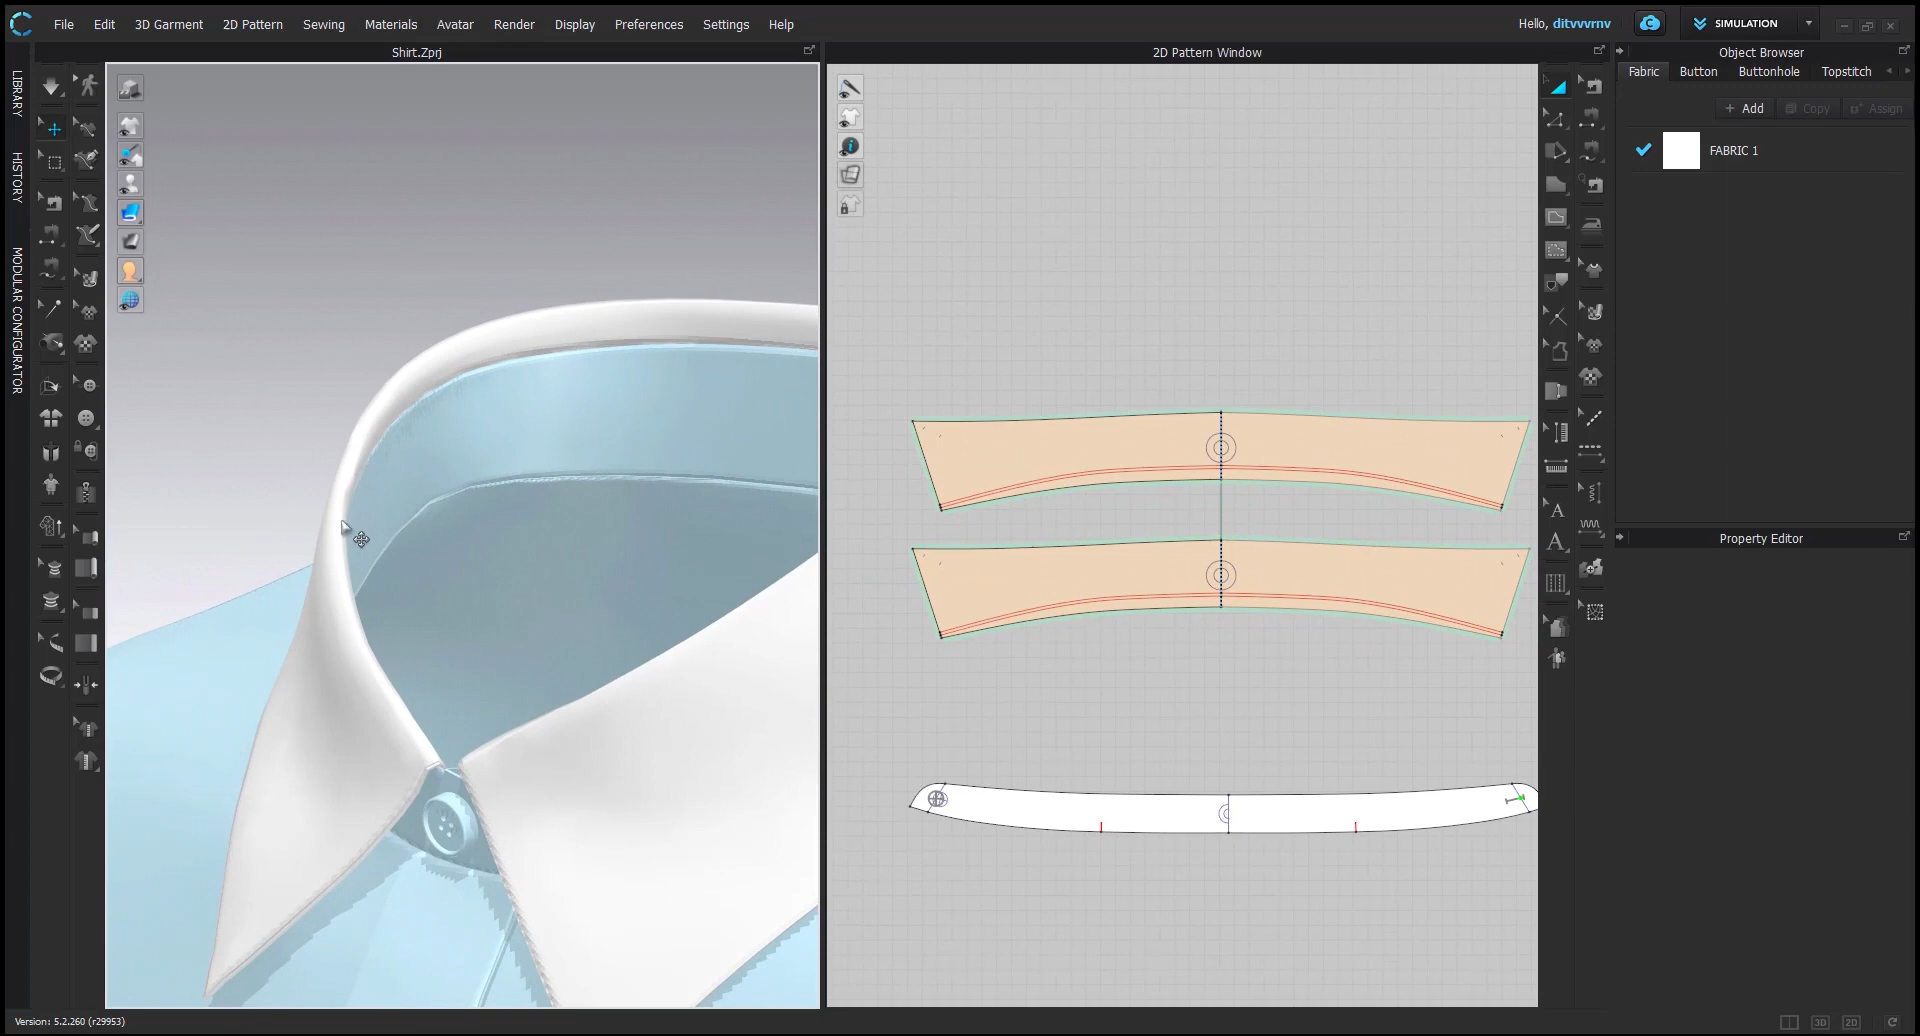 File Edit 3D Garment 2D Pattern Sewing Materials Avatar Render Display Preferences Settings Help
Hello, ditvvvrnv
SIMULATION
Shirt.Zprj
2D Pattern Window
Object Browser
LIBRARY
HISTORY
MODULAR CONFIGURATOR
Fabric Button Buttonhole Topstitch
+ Add Copy Assign
FABRIC 1
Property Editor
A
A
Version: 5.2.260 (r29953)
3D 2D